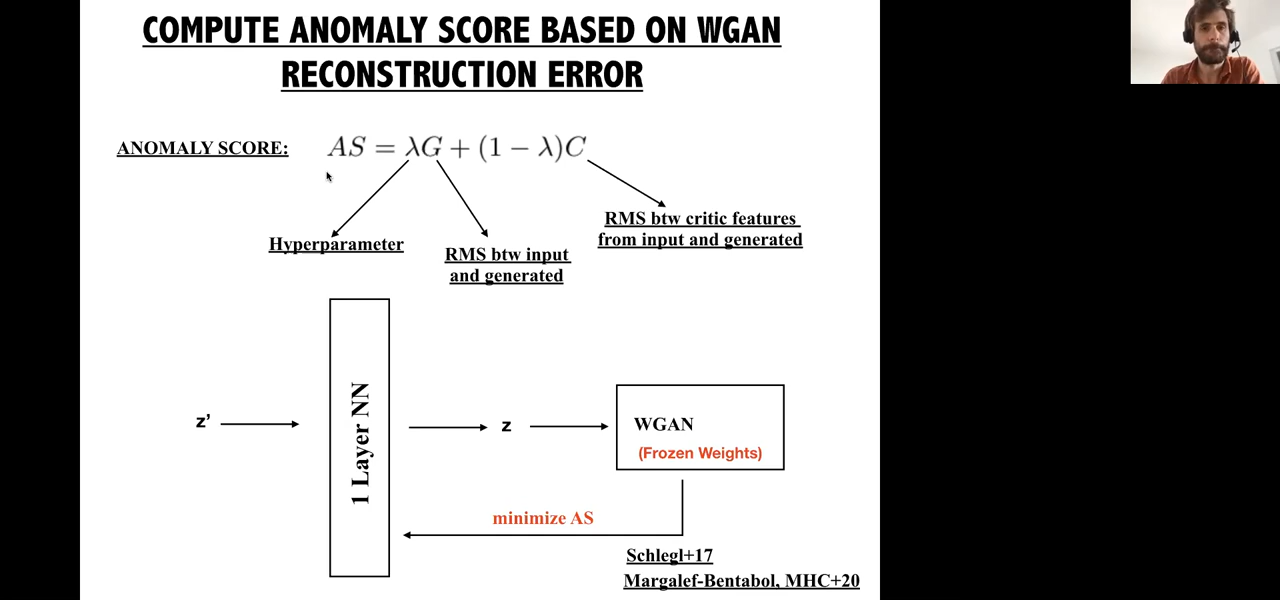 COMPUTE ANOMALY SCORE BASED ON WGAN
RECONSTRUCTION ERROR
ANOMALY SCORE: AS = λG + (1 − λ)C
Hyperparameter
RMS btw input
and generated
RMS btw critic features
from input and generated
z'
1 Layer NN
z
WGAN
(Frozen Weights)
minimize AS
Schlegl+17
Margalef-Bentabol, MHC+20